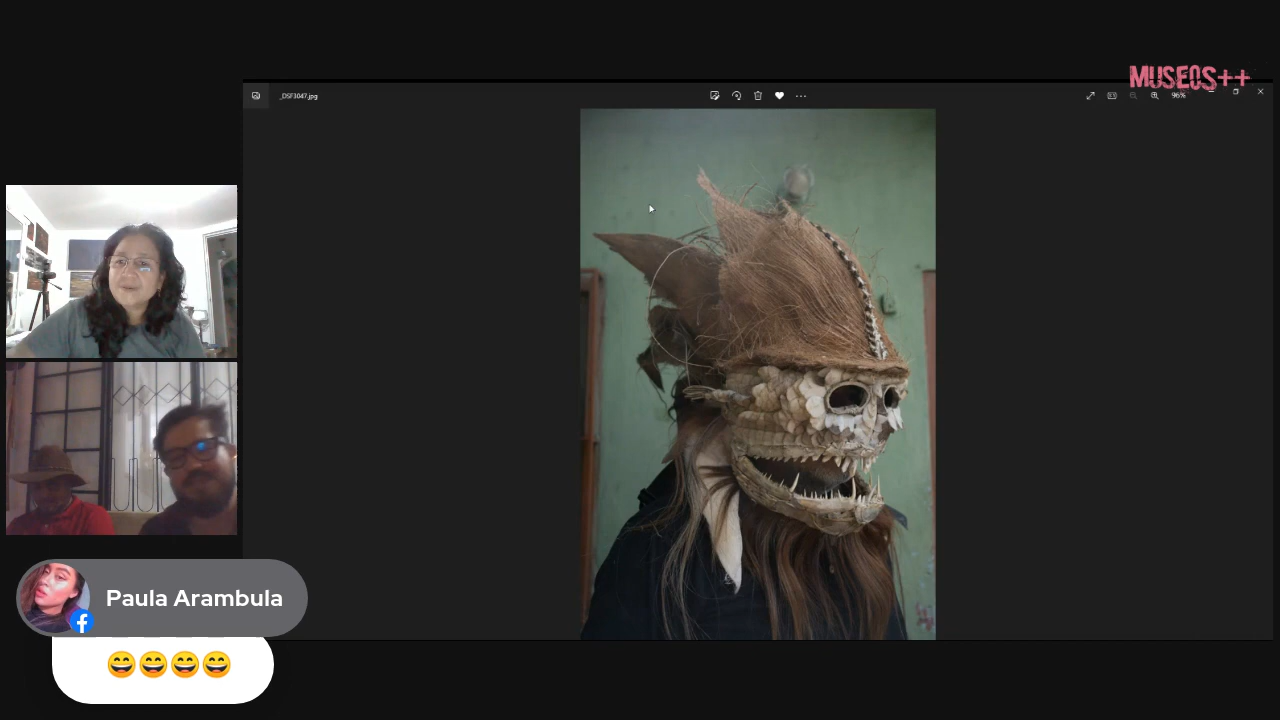 MUSEOS++
_DSF3047.jpg
96%
Paula Arambula
😄😄😄😄